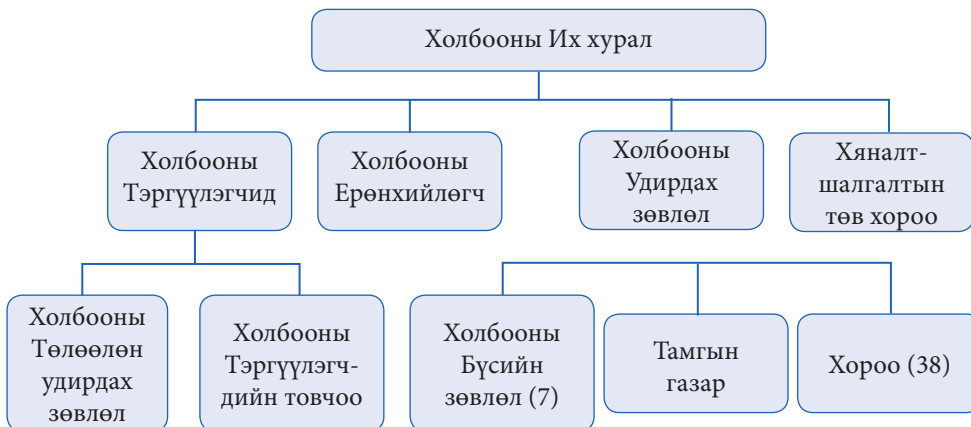 Холбооны Их хурал
Холбооны
Тэргүүлэгчид
Холбооны
Ерөнхийлөгч
Холбооны
Удирдах
зөвлөл
Хяналт-
шалгалтын
төв хороо
Холбооны
Төлөөлөн
удирдах
зөвлөл
Холбооны
Тэргүүлэгч-
дийн товчоо
Холбооны
Бүсийн
зөвлөл (7)
Тамгын
газар
Хороо (38)